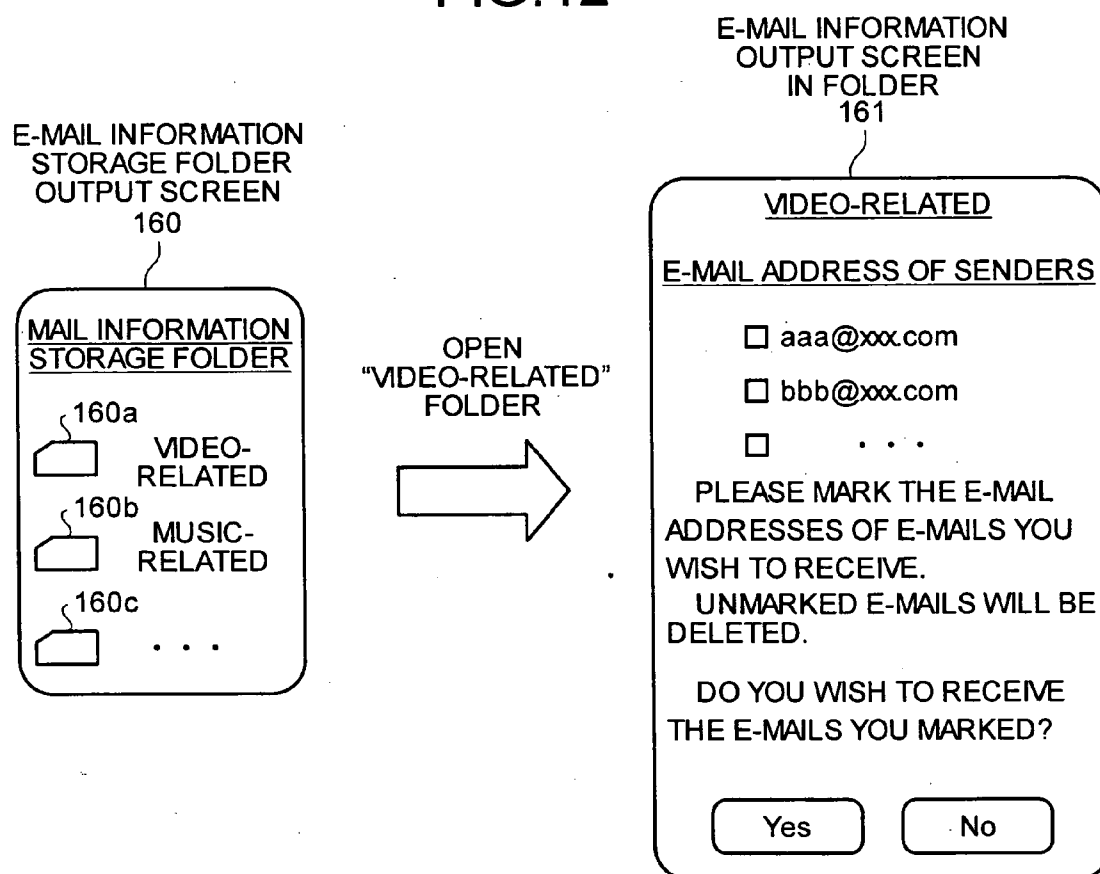 FIG.12
E-MAIL INFORMATION
STORAGE FOLDER
OUTPUT SCREEN
160
MAIL INFORMATION
STORAGE FOLDER
160a
VIDEO-
RELATED
160b
MUSIC-
RELATED
160c
. . .
OPEN
“VIDEO-RELATED”
FOLDER
E-MAIL INFORMATION
OUTPUT SCREEN
IN FOLDER
161
VIDEO-RELATED
E-MAIL ADDRESS OF SENDERS
☐ aaa@xxx.com
☐ bbb@xxx.com
☐ . . .
PLEASE MARK THE E-MAIL
ADDRESSES OF E-MAILS YOU
WISH TO RECEIVE.
UNMARKED E-MAILS WILL BE
DELETED.
DO YOU WISH TO RECEIVE
THE E-MAILS YOU MARKED?
Yes No